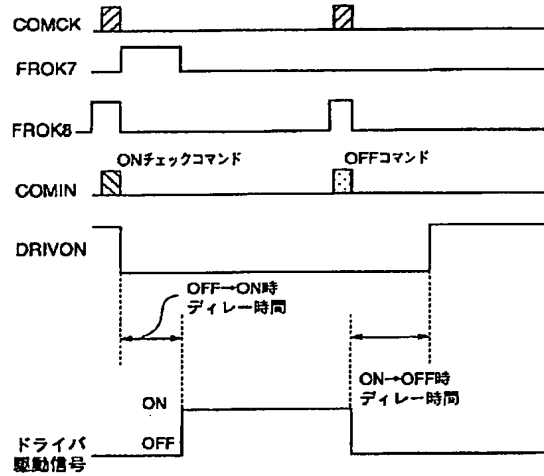 COMCK
FROK7
FROK8
ONチェックコマンド
OFFコマンド
COMIN
DRIVON
OFF→ON時
ディレー時間
ON→OFF時
ディレー時間
ON
OFF
ドライバ
駆動信号